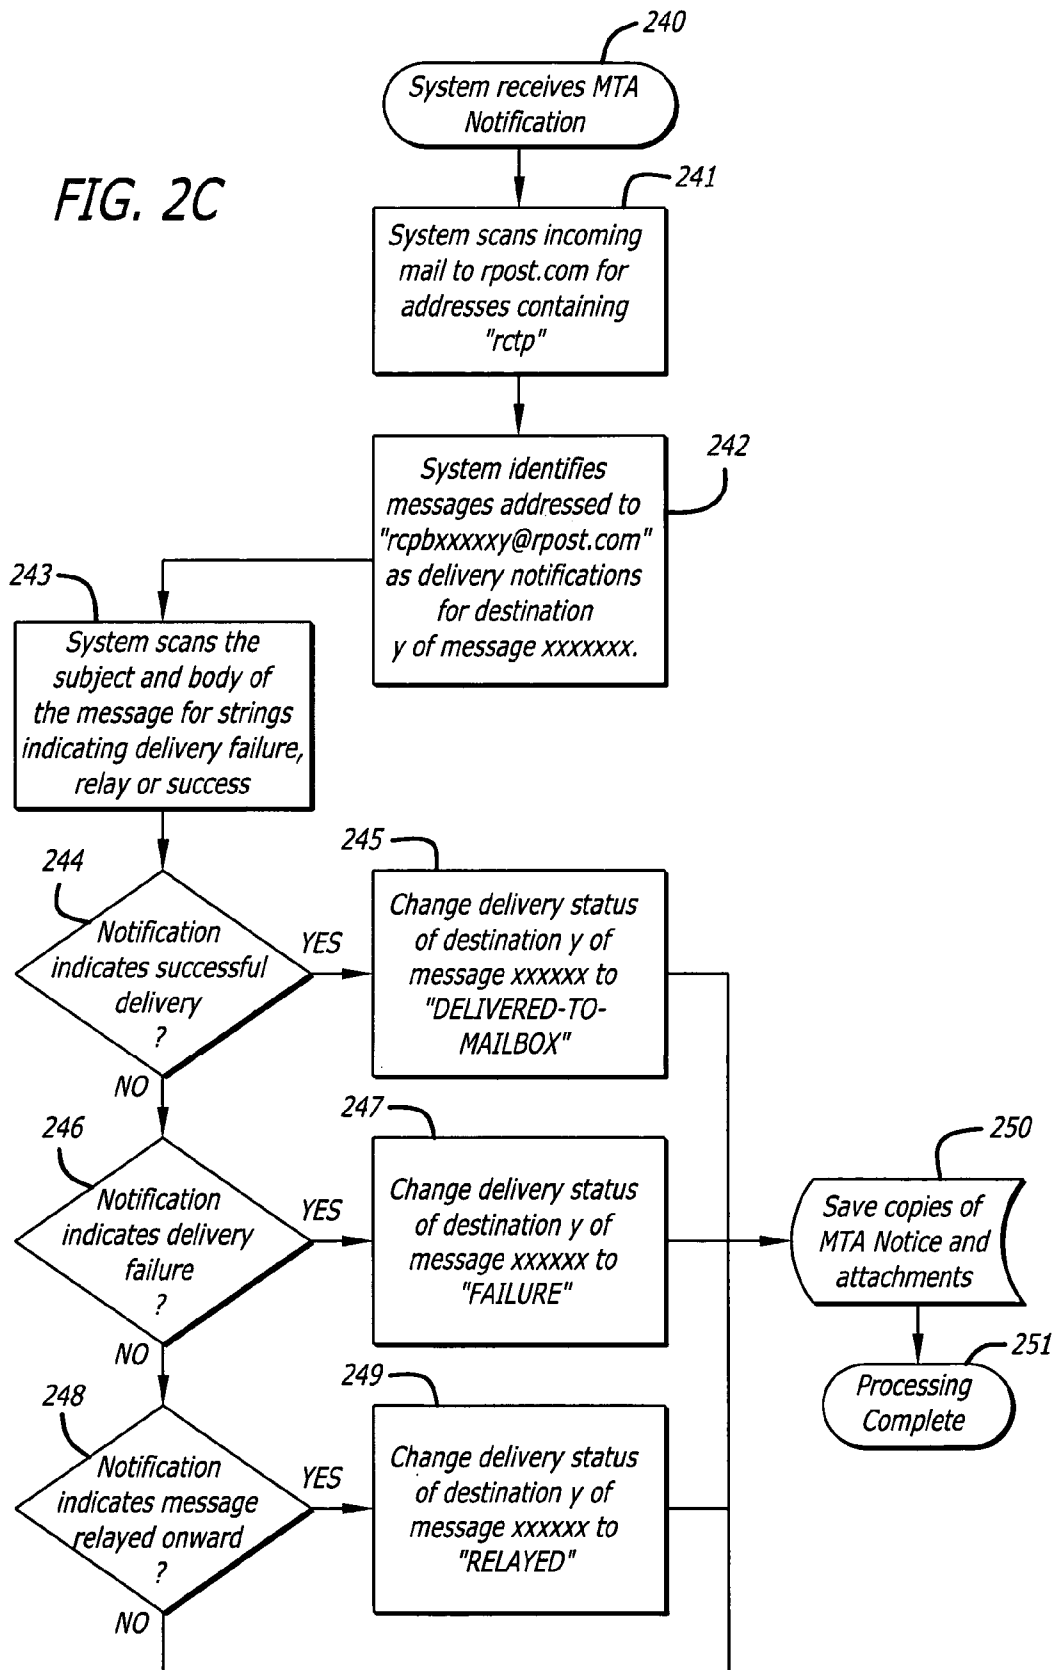 240
System receives MTA
Notification
FIG. 2C
241
System scans incoming
mail to rpost.com for
addresses containing
"rctp"
242
System identifies
messages addressed to
"rcpbxxxxxy@rpost.com"
as delivery notifications
for destination
y of message xxxxxxx.
243
System scans the
subject and body of
the message for strings
indicating delivery failure,
relay or success
244
Notification
indicates successful
delivery
?
YES
NO
245
Change delivery status
of destination y of
message xxxxxx to
"DELIVERED-TO-
MAILBOX"
246
Notification
indicates delivery
failure
?
YES
NO
247
Change delivery status
of destination y of
message xxxxxx to
"FAILURE"
248
Notification
indicates message
relayed onward
?
YES
NO
249
Change delivery status
of destination y of
message xxxxxx to
"RELAYED"
250
Save copies of
MTA Notice and
attachments
251
Processing
Complete